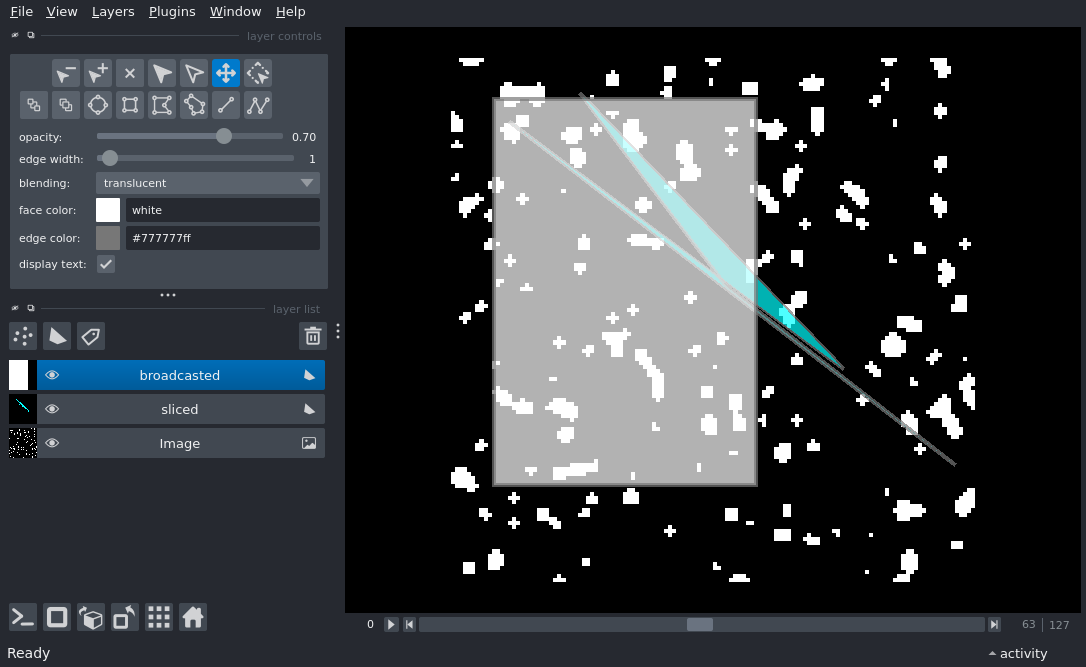 File View Layers Plugins Window Help
layer controls
opacity: 0.70
edge width: 1
blending: translucent
face color: white
edge color: #777777ff
display text:
layer list
broadcasted
sliced
Image
0 63 127
Ready activity